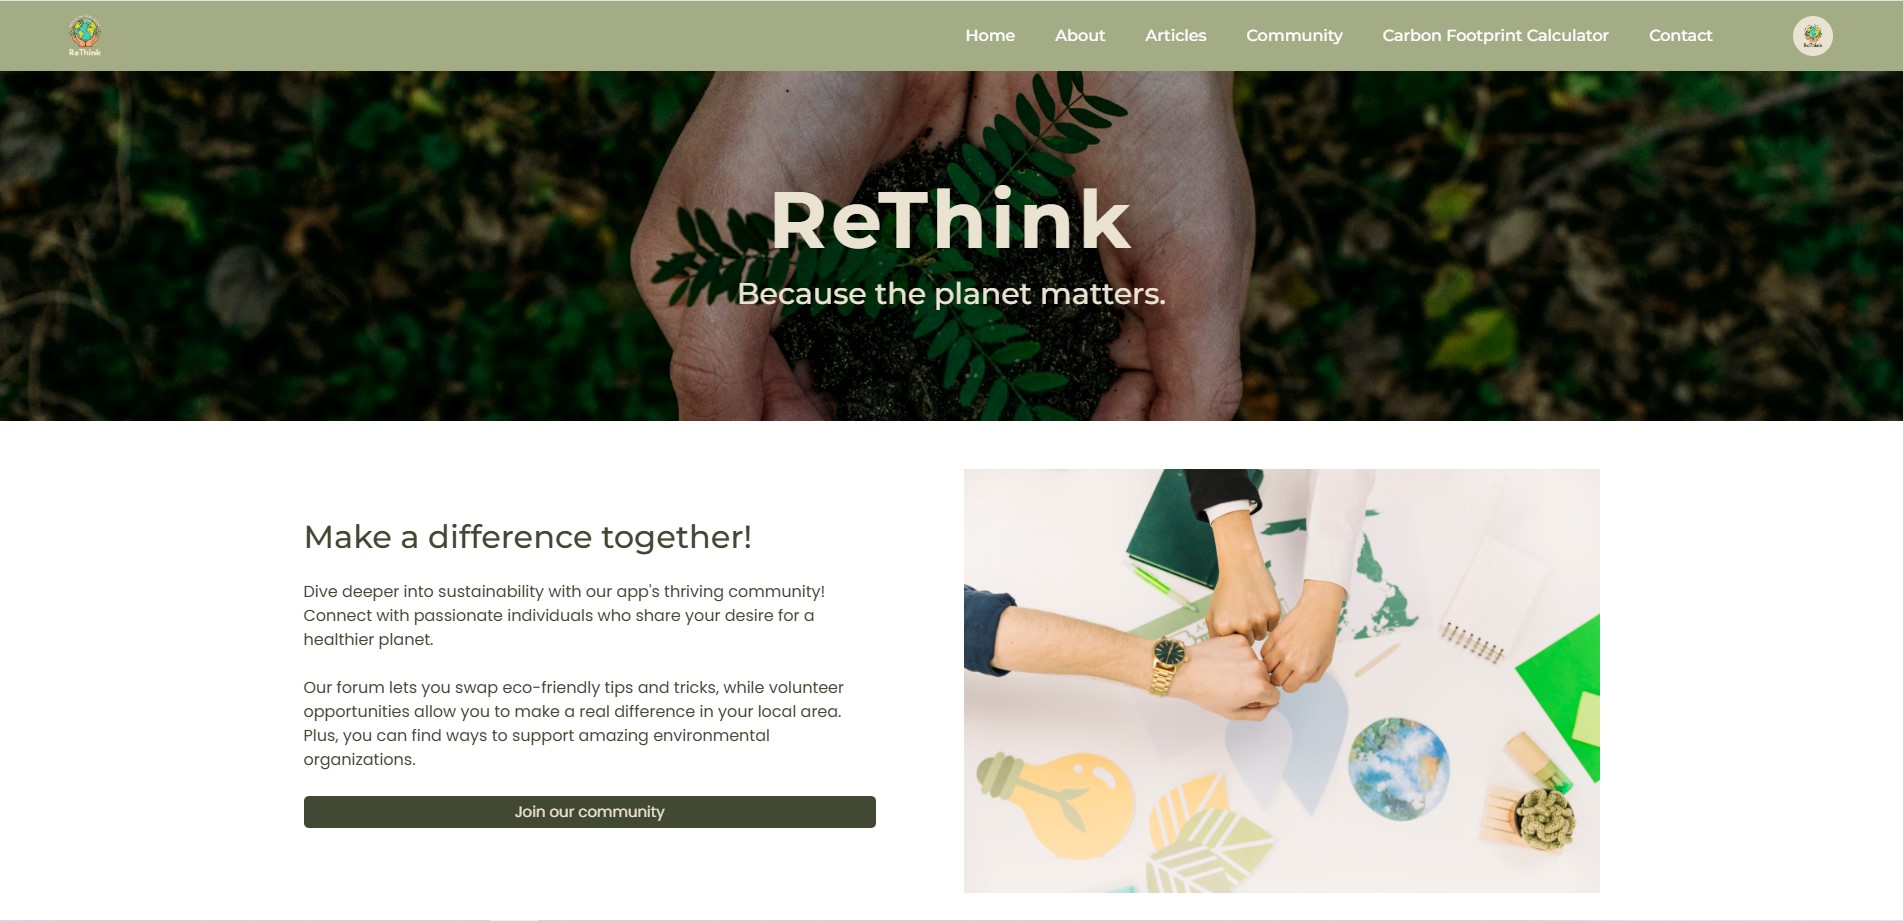 ReThink
Home
About
Articles
Community
Carbon Footprint Calculator
Contact
ReThink
ReThink
Because the planet matters.
Make a difference together!
Dive deeper into sustainability with our app's thriving community!
Connect with passionate individuals who share your desire for a
healthier planet.
Our forum lets you swap eco-friendly tips and tricks, while volunteer
opportunities allow you to make a real difference in your local area.
Plus, you can find ways to support amazing environmental
organizations.
Join our community